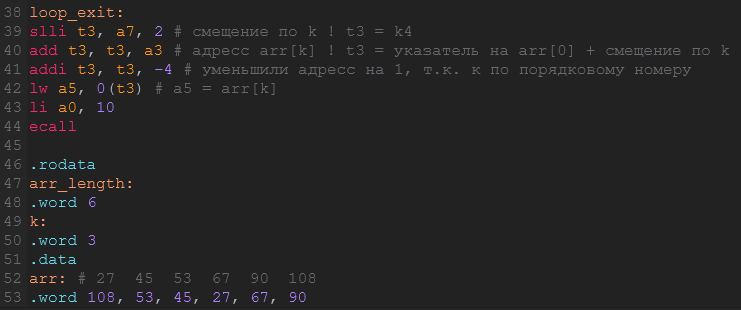 38 loop_exit:
39 slli t3, a7, 2 # смещение по k ! t3 = k4
40 add t3, t3, a3 # адресс arr[k] ! t3 = указатель на arr[0] + смещение по k
41 addi t3, t3, -4 # уменьшили адресс на 1, т.к. к по порядковому номеру
42 lw a5, 0(t3) # a5 = arr[k]
43 li a0, 10
44 ecall
45
46 .rodata
47 arr_length:
48 .word 6
49 k:
50 .word 3
51 .data
52 arr: # 27 45 53 67 90 108
53 .word 108, 53, 45, 27, 67, 90